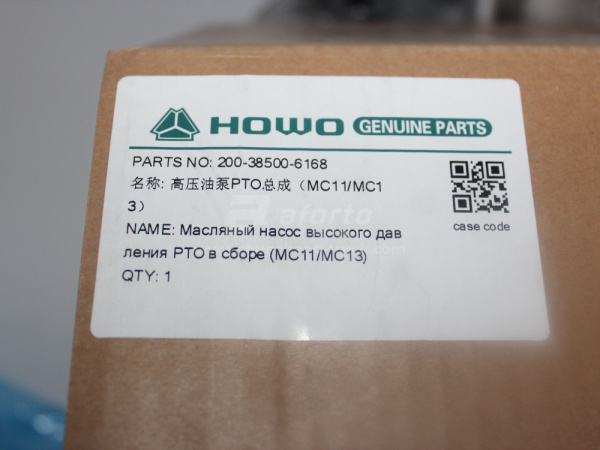 HOWO GENUINE PARTS
PARTS NO: 200-38500-6168
名称: 高压油泵PTO总成（MC11/MC1
3）
NAME: Масляный насос высокого дав
ления PTO в сборе (MC11/MC13)
QTY: 1
case code
aforto